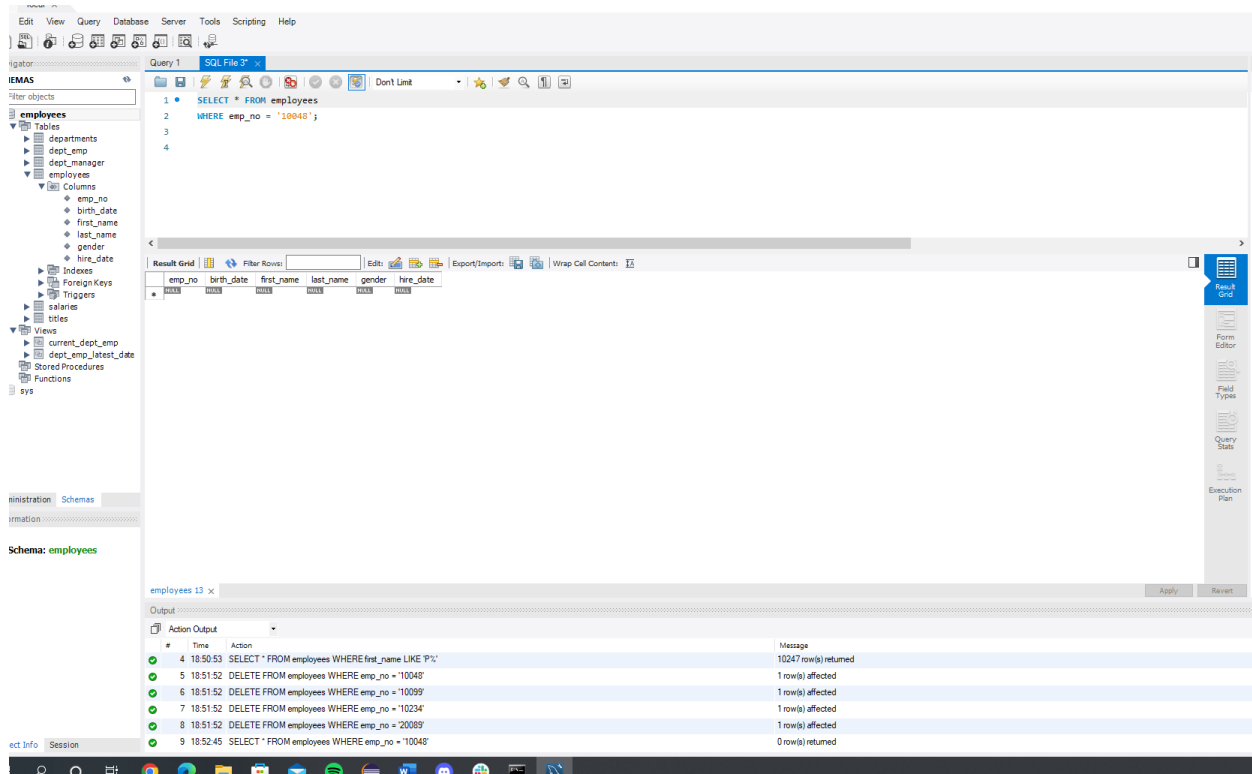 Edit View Query Database Server Tools Scripting Help
Query 1 SQL File 3* ×
Don't Limit
Filter objects
employees
Tables
departments
dept_emp
dept_manager
employees
Columns
emp_no
birth_date
first_name
last_name
gender
hire_date
Indexes
Foreign Keys
Triggers
salaries
titles
Views
current_dept_emp
dept_emp_latest_date
Stored Procedures
Functions
sys
ministration Schemas
ormation
Schema: employees
ect Info Session
1 SELECT * FROM employees
2 WHERE emp_no = '10048';
3
4
Result Grid Filter Rows: Edit: Export/Import: Wrap Cell Content:
emp_no birth_date first_name last_name gender hire_date
NULL NULL NULL NULL NULL NULL
Result
Grid
Form
Editor
Field
Types
Query
Stats
Execution
Plan
employees 13 × Apply Revert
Output
Action Output
# Time Action Message
4 18:50:53 SELECT * FROM employees WHERE first_name LIKE 'P%' 10247 row(s) returned
5 18:51:52 DELETE FROM employees WHERE emp_no = '10048' 1 row(s) affected
6 18:51:52 DELETE FROM employees WHERE emp_no = '10099' 1 row(s) affected
7 18:51:52 DELETE FROM employees WHERE emp_no = '10234' 1 row(s) affected
8 18:51:52 DELETE FROM employees WHERE emp_no = '20089' 1 row(s) affected
9 18:52:45 SELECT * FROM employees WHERE emp_no = '10048' 0 row(s) returned